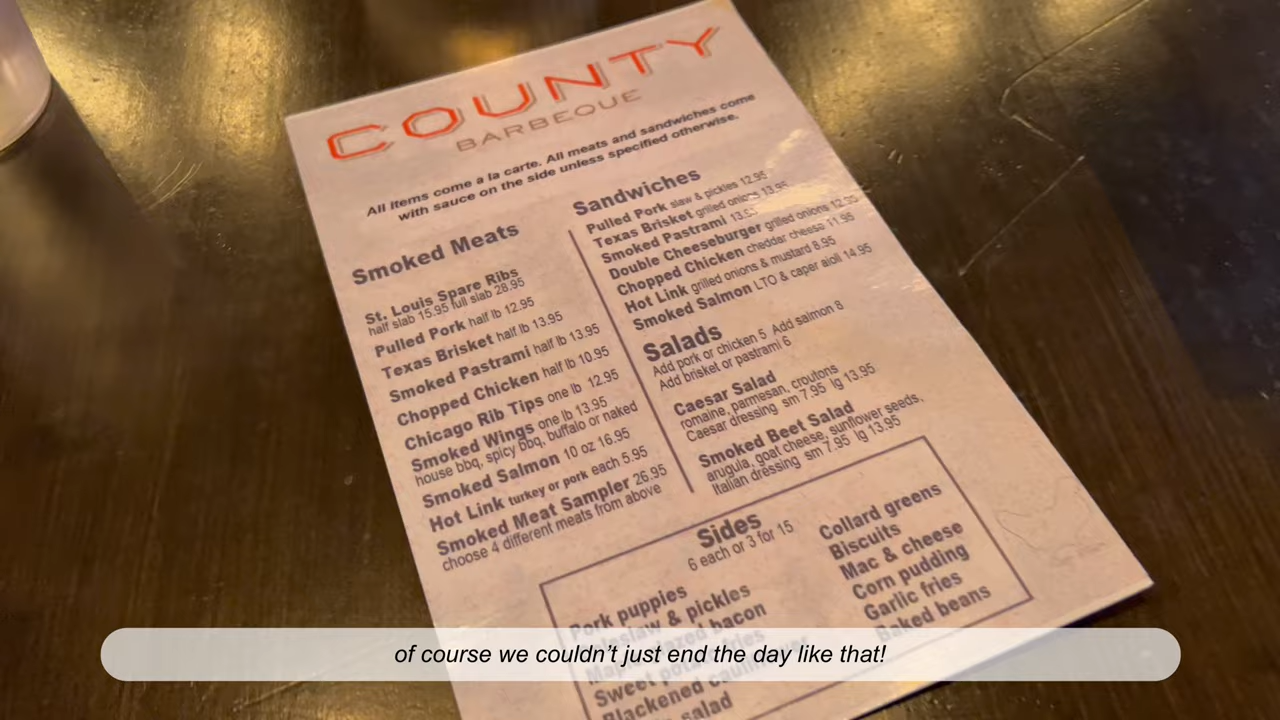 COUNTY
BARBEQUE
All Items come a la carte. All meats and sandwiches come
with sauce on the side unless specified otherwise.
Smoked Meats
St. Louis Spare Ribs
half slab 15.95 full slab 28.95
Pulled Pork half lb 12.95
Texas Brisket half lb 13.95
Smoked Pastrami half lb 13.95
Chopped Chicken half lb 10.95
Chicago Rib Tips one lb 12.95
Smoked Wings one lb 13.95
house bbq, spicy bbq, buffalo or naked
Smoked Salmon 10 oz 16.95
Hot Link turkey or pork each 5.95
Smoked Meat Sampler 26.95
choose 4 different meats from above
Sandwiches
Pulled Pork slaw & pickles 12.95
Texas Brisket grilled onions 13.95
Smoked Pastrami
Double Cheeseburger grilled onions 12.95
Chopped Chicken cheddar cheese 11.95
Hot Link grilled onions & mustard 8.95
Smoked Salmon LTO & caper aioli 14.95
Salads
Add pork or chicken 5 Add salmon 8
Add brisket or pastrami 6
Caesar Salad
romaine, parmesan, croutons
Caesar dressing sm 7.95 lg 13.95
Smoked Beet Salad
arugula, goat cheese, sunflower seeds,
Italian dressing sm 7.95 lg 13.95
Sides
6 each or 3 for 15
Pork puppies
& pickles
bacon
Sweet
Blackened
salad
Collard greens
Biscuits
Mac & cheese
Corn pudding
Garlic fries
Baked beans
of course we couldn't just end the day like that!